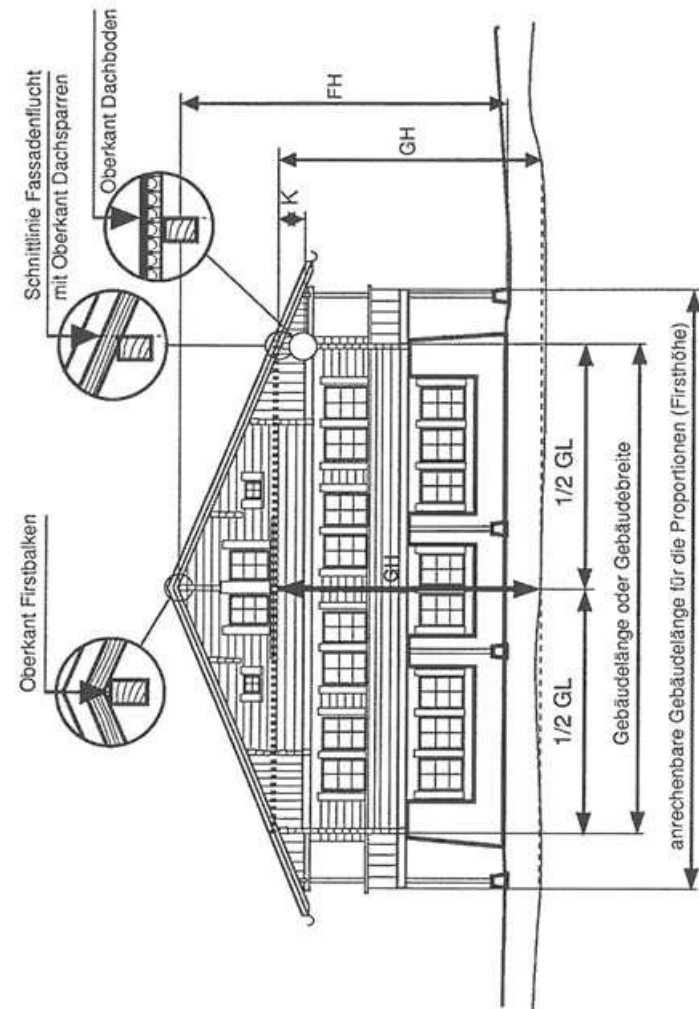 Oberkant Firstbalken
Schnittlinie Fassadenflucht
mit Oberkant Dachsparren
Oberkant Dachboden
FH
GH
K
GH
1/2 GL
1/2 GL
Gebäudelänge oder Gebäudebreite
anrechenbare Gebäudelänge für die Proportionen (Firsthöhe)